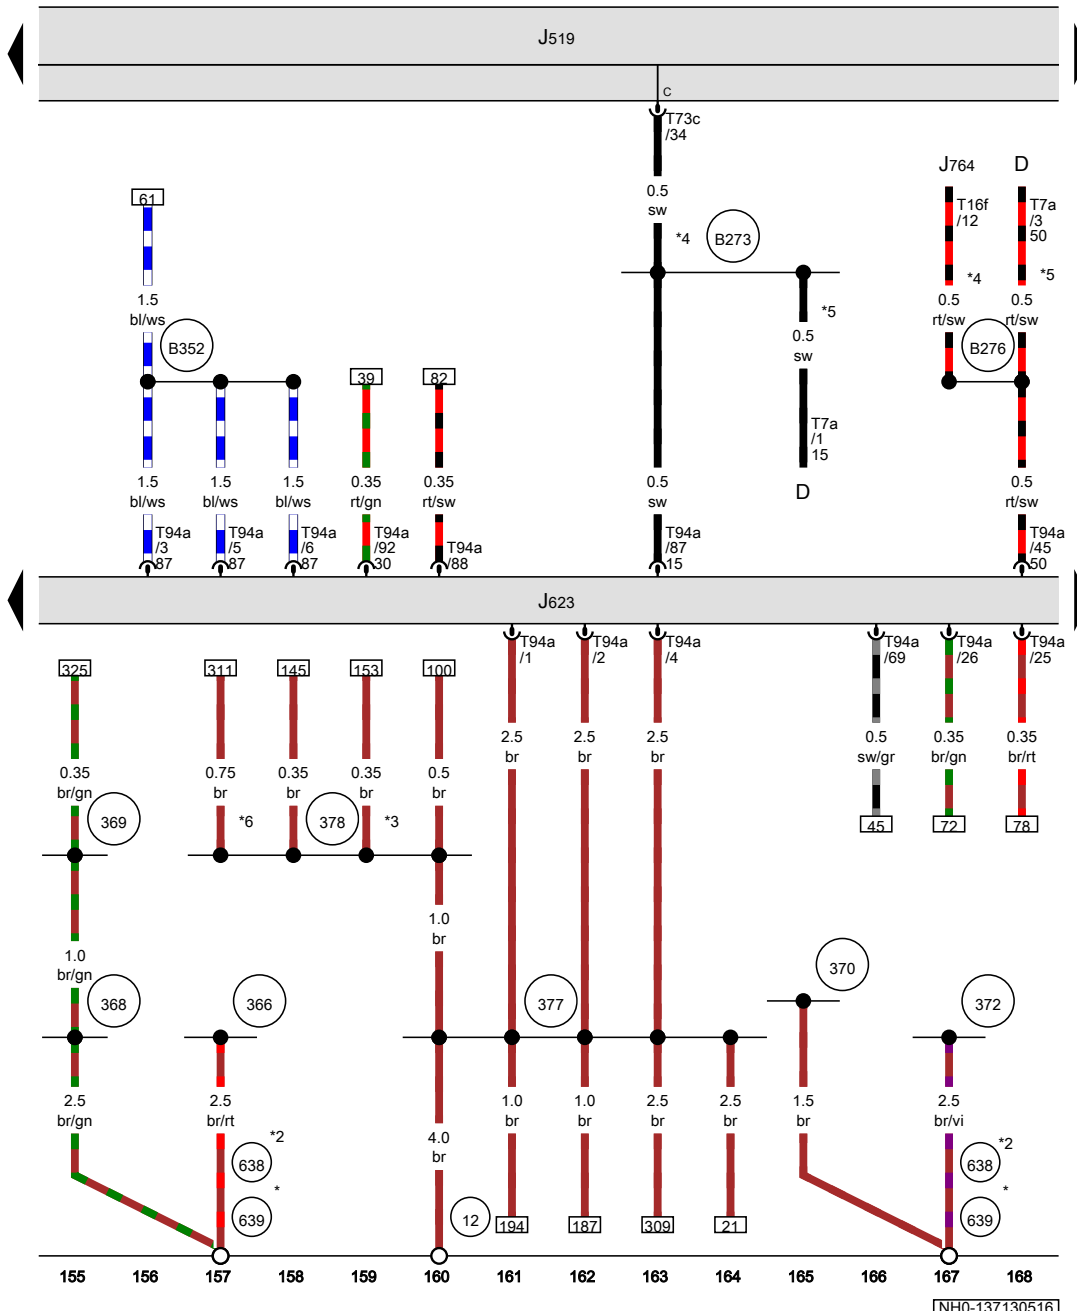 J519
C
T73c
/34
J764
D
61
0.5
sw
T16f
/12
T7a
/3
50
*4
B273
*4
*5
1.5
bl/ws
*5
0.5
rt/sw
0.5
rt/sw
B352
0.5
sw
B276
39
82
T7a
/1
15
1.5
bl/ws
1.5
bl/ws
1.5
bl/ws
0.35
rt/gn
0.35
rt/sw
0.5
sw
D
0.5
rt/sw
T94a
/3
87
T94a
/5
87
T94a
/6
87
T94a
/92
30
T94a
/88
T94a
/87
15
T94a
/45
50
J623
T94a
/1
T94a
/2
T94a
/4
T94a
/69
T94a
/26
T94a
/25
325
311
145
153
100
2.5
br
2.5
br
2.5
br
0.5
sw/gr
0.35
br/gn
0.35
br/rt
0.35
br/gn
0.75
br
0.35
br
0.35
br
0.5
br
369
*6
378
*3
45
72
78
1.0
br
1.0
br/gn
370
368
366
377
372
2.5
br/gn
2.5
br/rt
4.0
br
1.0
br
1.0
br
2.5
br
2.5
br
1.5
br
2.5
br/vi
*2
638
*
639
12
194
187
309
21
*2
638
*
639
155 156 157 158 159 160 161 162 163 164 165 166 167 168
NH0-137130516